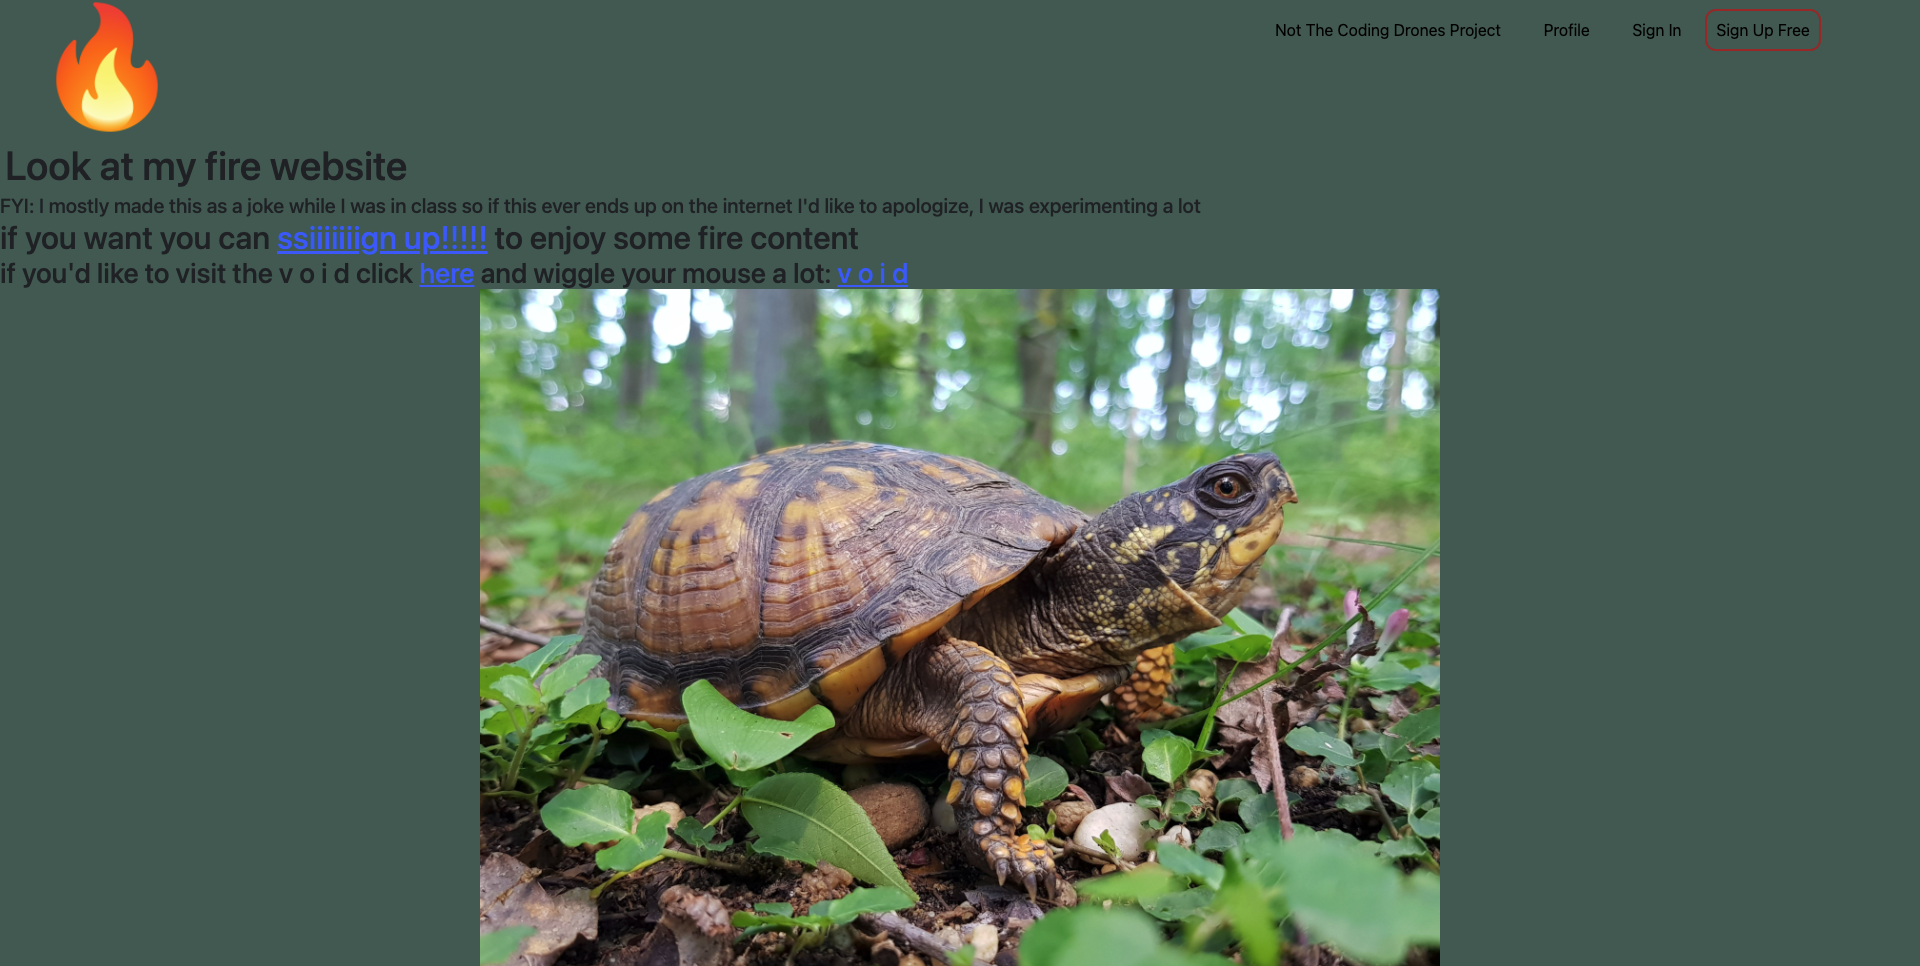 Not The Coding Drones Project
Profile
Sign In
Sign Up Free
Look at my fire website
FYI: I mostly made this as a joke while I was in class so if this ever ends up on the internet I'd like to apologize, I was experimenting a lot
if you want you can ssiiiiiiign up!!!!! to enjoy some fire content
if you'd like to visit the v o i d click here and wiggle your mouse a lot: v o i d